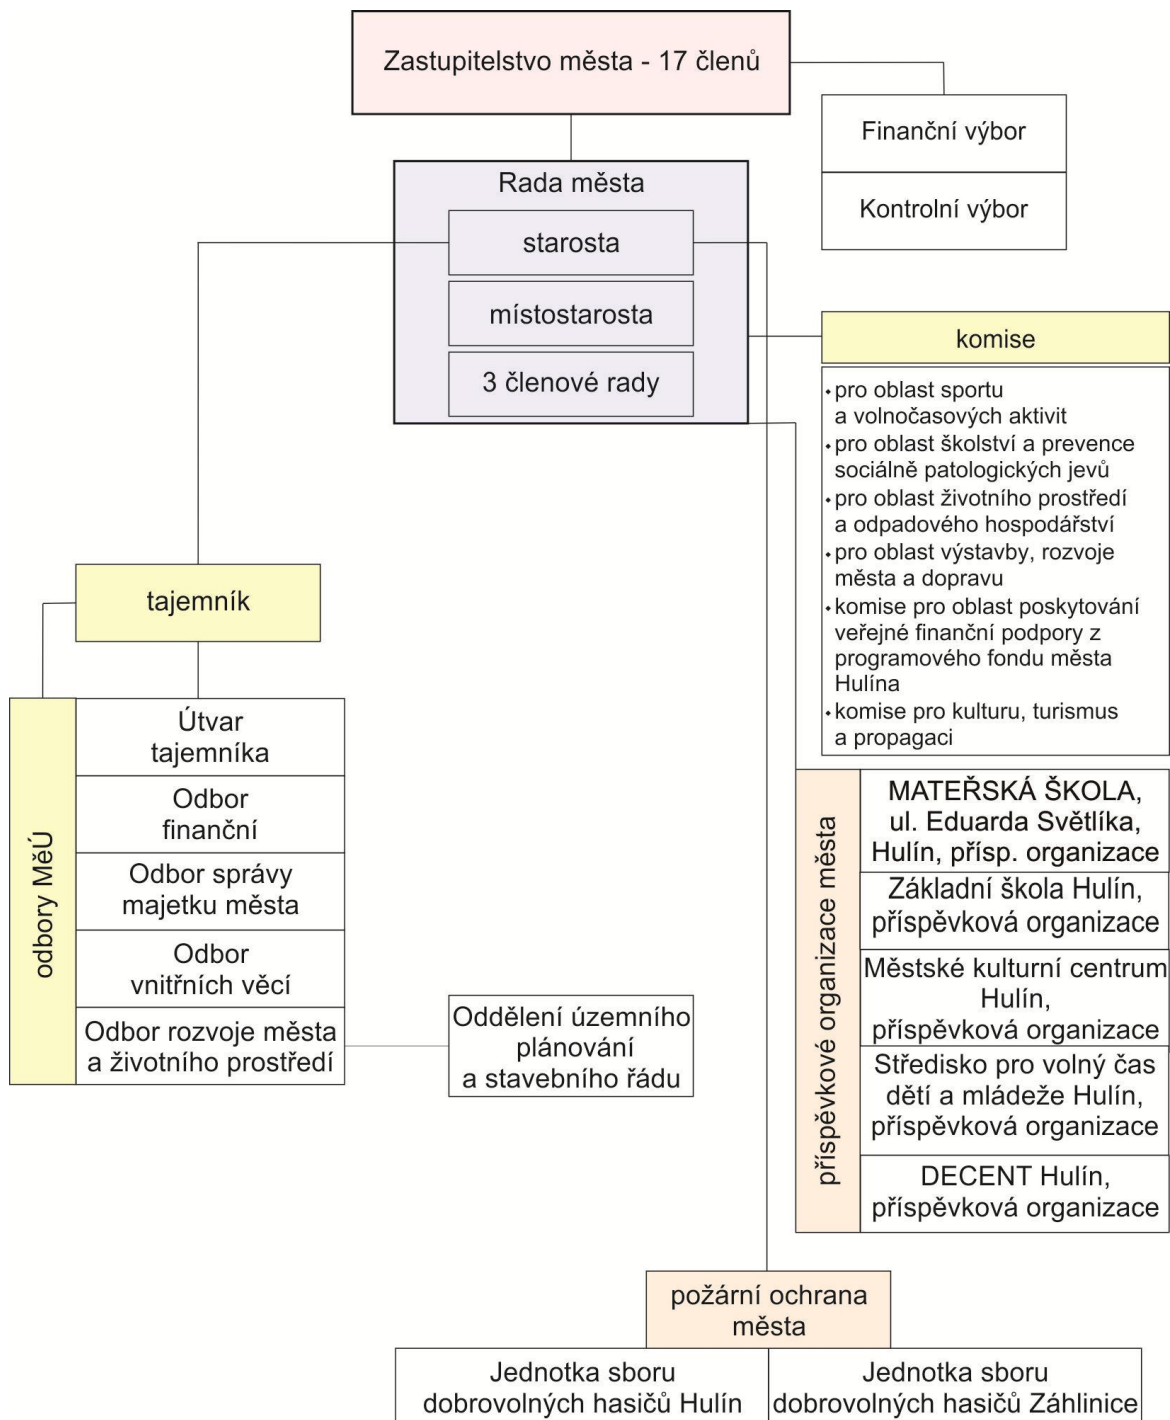 Zastupitelstvo města - 17 členů
Finanční výbor
Kontrolní výbor
Rada města
starosta
místostarosta
3 členové rady
komise
• pro oblast sportu
a volnočasových aktivit
• pro oblast školství a prevence
sociálně patologických jevů
• pro oblast životního prostředí
a odpadového hospodářství
• pro oblast výstavby, rozvoje
města a dopravu
• komise pro oblast poskytování
veřejné finanční podpory z
programového fondu města
Hulína
• komise pro kulturu, turismus
a propagaci
tajemník
odbory MěÚ
Útvar
tajemníka
Odbor
finanční
Odbor správy
majetku města
Odbor
vnitřních věcí
Odbor rozvoje města
a životního prostředí
Oddělení územního
plánování
a stavebního řádu
příspěvkové organizace města
MATEŘSKÁ ŠKOLA,
ul. Eduarda Světlíka,
Hulín, přísp. organizace
Základní škola Hulín,
příspěvková organizace
Městské kulturní centrum
Hulín,
příspěvková organizace
Středisko pro volný čas
dětí a mládeže Hulín,
příspěvková organizace
DECENT Hulín,
příspěvková organizace
požární ochrana
města
Jednotka sboru
dobrovolných hasičů Hulín
Jednotka sboru
dobrovolných hasičů Záhlinice